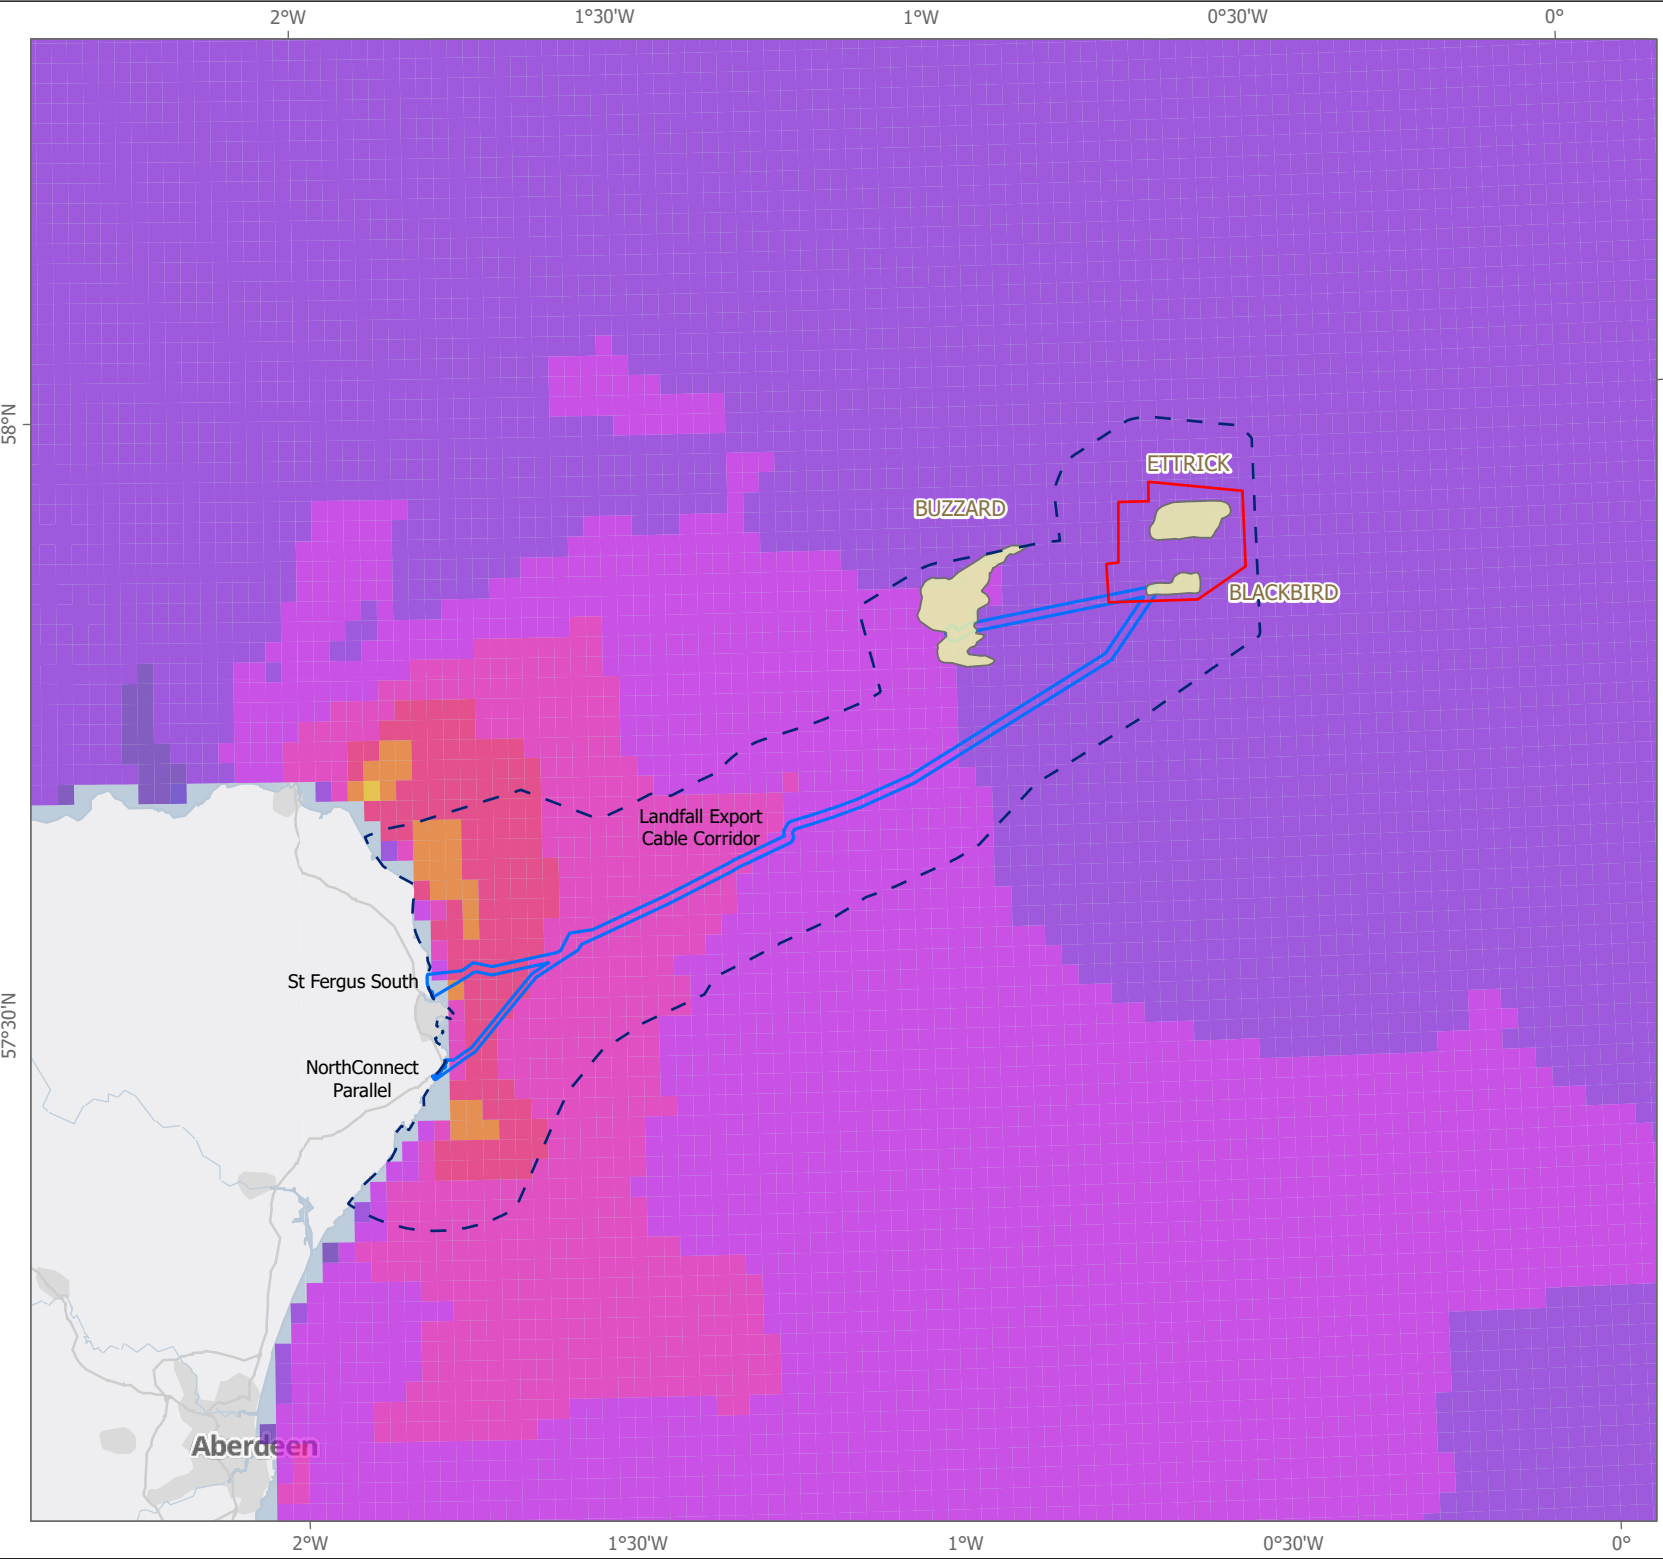 2°W
1°30'W
1°W
0°30'W
0°
58°N
ETTRICK
BUZZARD
BLACKBIRD
Landfall Export
Cable Corridor
St Fergus South
57°30'N
NorthConnect
Parallel
Aberdeen
2°W
1°30'W
1°W
0°30'W
0°